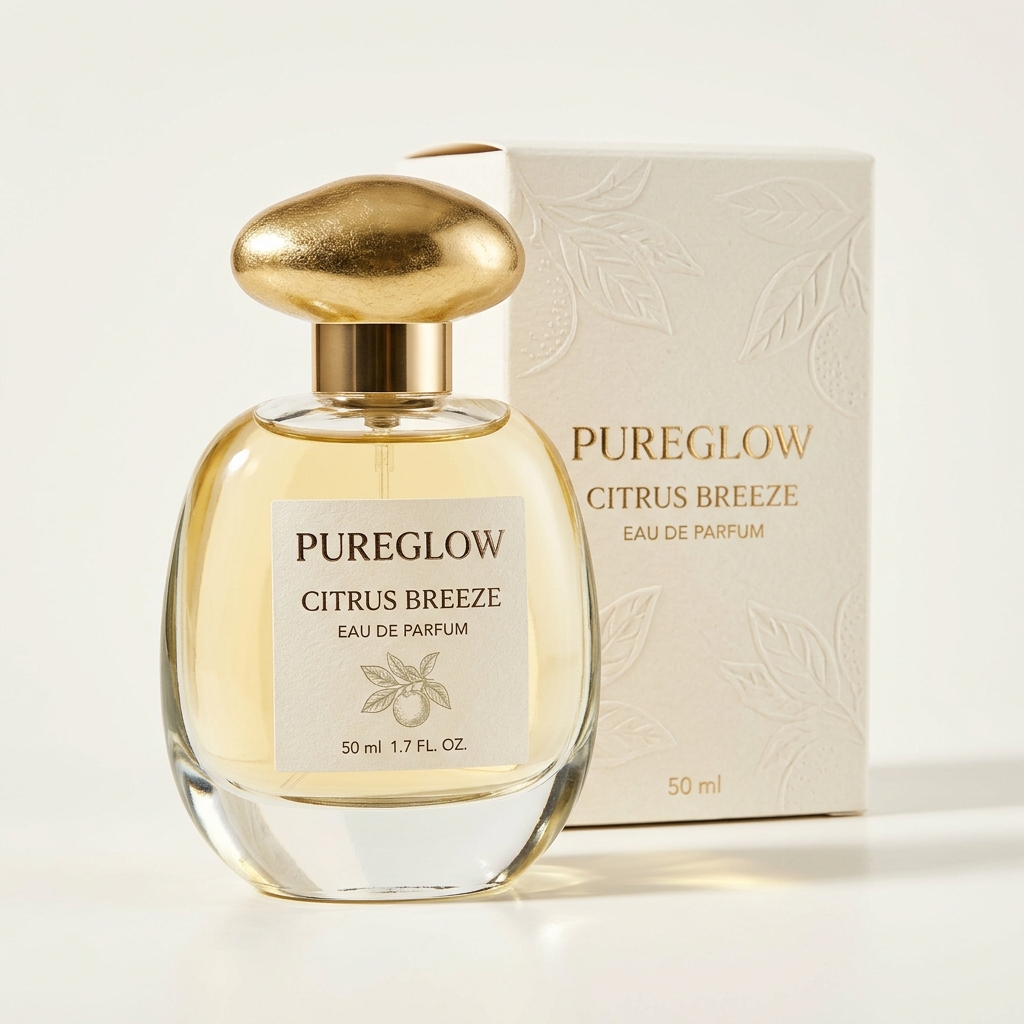 PUREGLOW
CITRUS BREEZE
EAU DE PARFUM
50 ml 1.7 FL. OZ.
PUREGLOW
CITRUS BREEZE
EAU DE PARFUM
50 ml